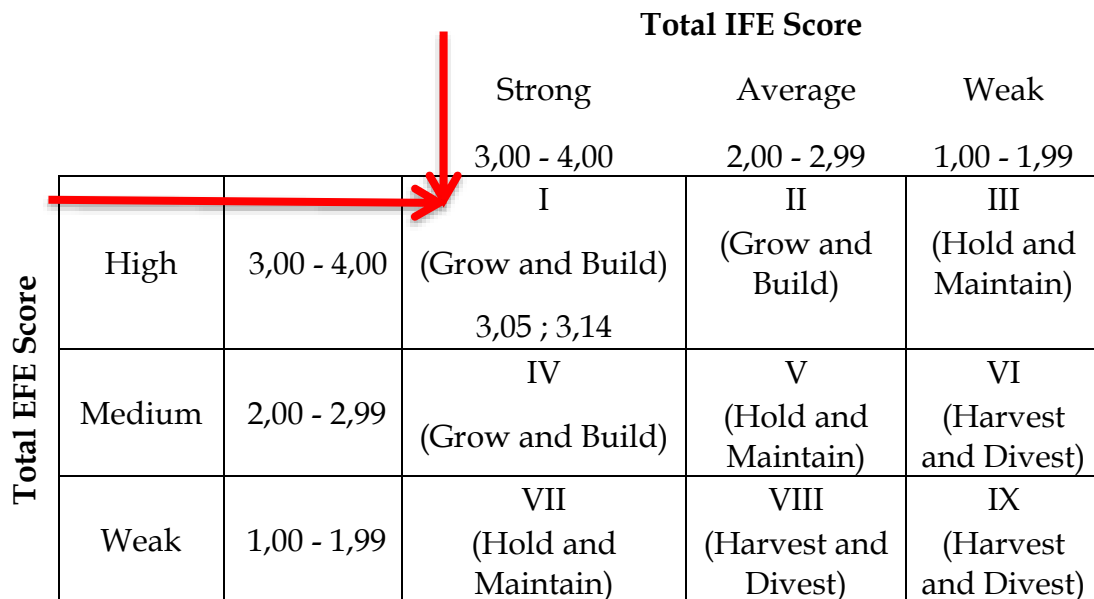 Total IFE Score
Strong Average Weak
3,00 - 4,00 2,00 - 2,99 1,00 - 1,99
Total EFE Score
High 3,00 - 4,00
I
(Grow and Build)
3,05 ; 3,14
II
(Grow and
Build)
III
(Hold and
Maintain)
Medium 2,00 - 2,99
IV
(Grow and Build)
V
(Hold and
Maintain)
VI
(Harvest
and Divest)
Weak 1,00 - 1,99
VII
(Hold and
Maintain)
VIII
(Harvest and
Divest)
IX
(Harvest
and Divest)